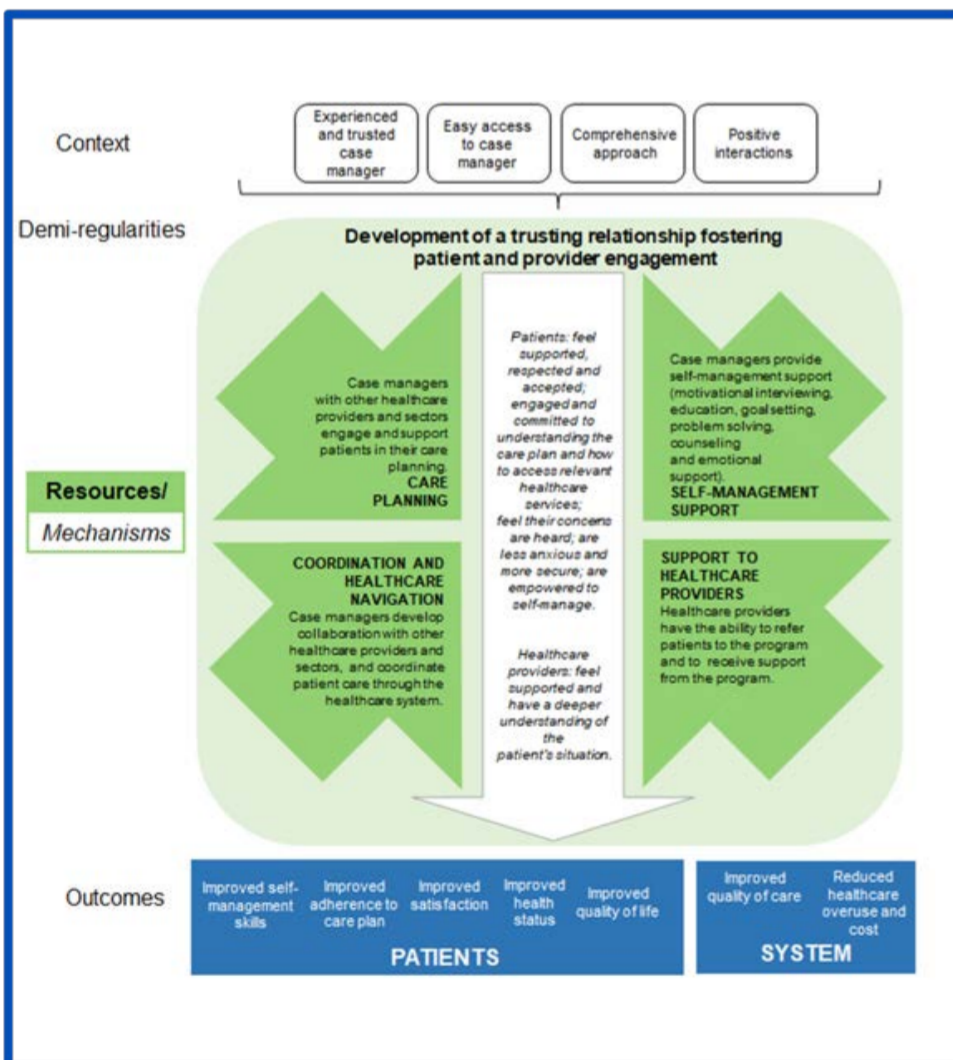 Context
Experienced
and trusted
case
manager
Easy access
to case
manager
Comprehensive
approach
Positive
interactions
Demi-regularities
Development of a trusting relationship fostering
patient and provider engagement
Case managers
with other healthcare
providers and sectors
engage and support
patients in their care
planning.
CARE
PLANNING
Patients: feel
supported,
respected and
accepted;
engaged and
committed to
understanding the
care plan and how
to access relevant
healthcare
services;
feel their concerns
are heard; are
less anxious and
more secure; are
empowered to
self-manage.
Healthcare
providers: feel
supported and
have a deeper
understanding of
the
patient's situation.
Case managers provide
self-management support
(motivational interviewing,
education, goal setting,
problem solving,
counseling
and emotional
support).
SELF-MANAGEMENT
SUPPORT
Resources/
Mechanisms
COORDINATION AND
HEALTHCARE
NAVIGATION
Case managers develop
collaboration with other
healthcare providers and
sectors, and coordinate
patient care through the
healthcare system.
SUPPORT TO
HEALTHCARE
PROVIDERS
Healthcare providers
have the ability to refer
patients to the program
and to receive support
from the program.
Outcomes
Improved self-
management
skills
Improved
adherence to
care plan
Improved
satisfaction
Improved
health
status
Improved
quality of life
PATIENTS
Improved
quality of care
Reduced
healthcare
overuse and
cost
SYSTEM